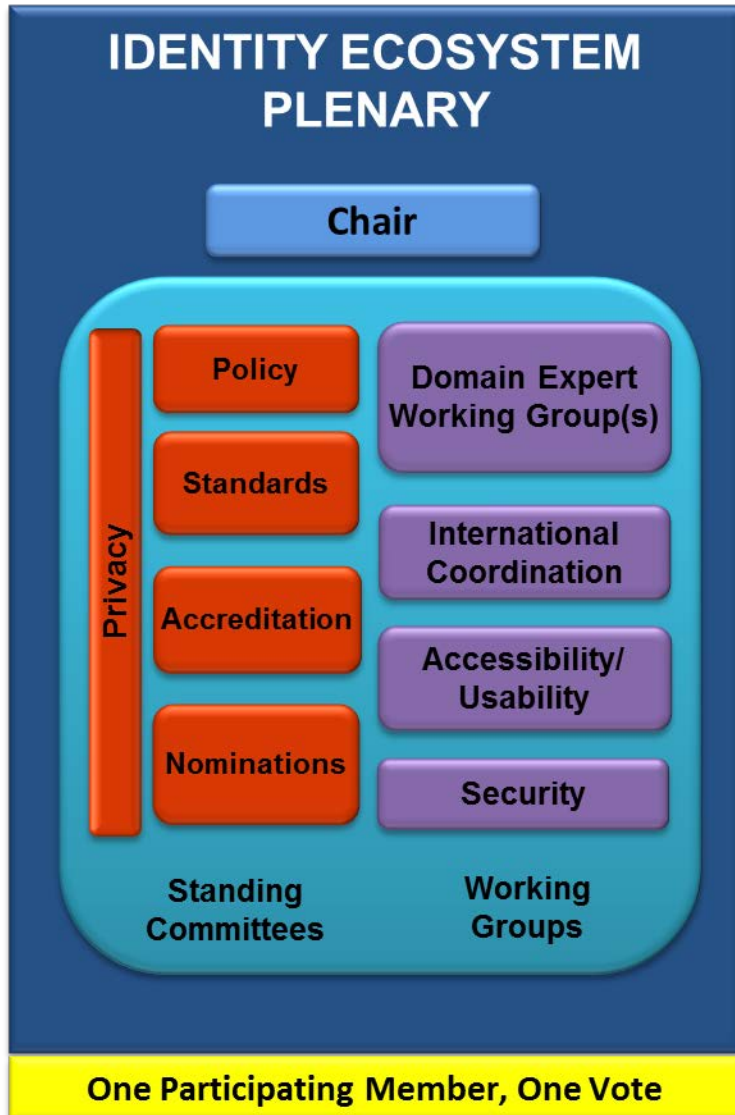 IDENTITY ECOSYSTEM
PLENARY
Chair
Privacy
Policy
Standards
Accreditation
Nominations
Standing
Committees
Domain Expert
Working Group(s)
International
Coordination
Accessibility/
Usability
Security
Working
Groups
One Participating Member, One Vote